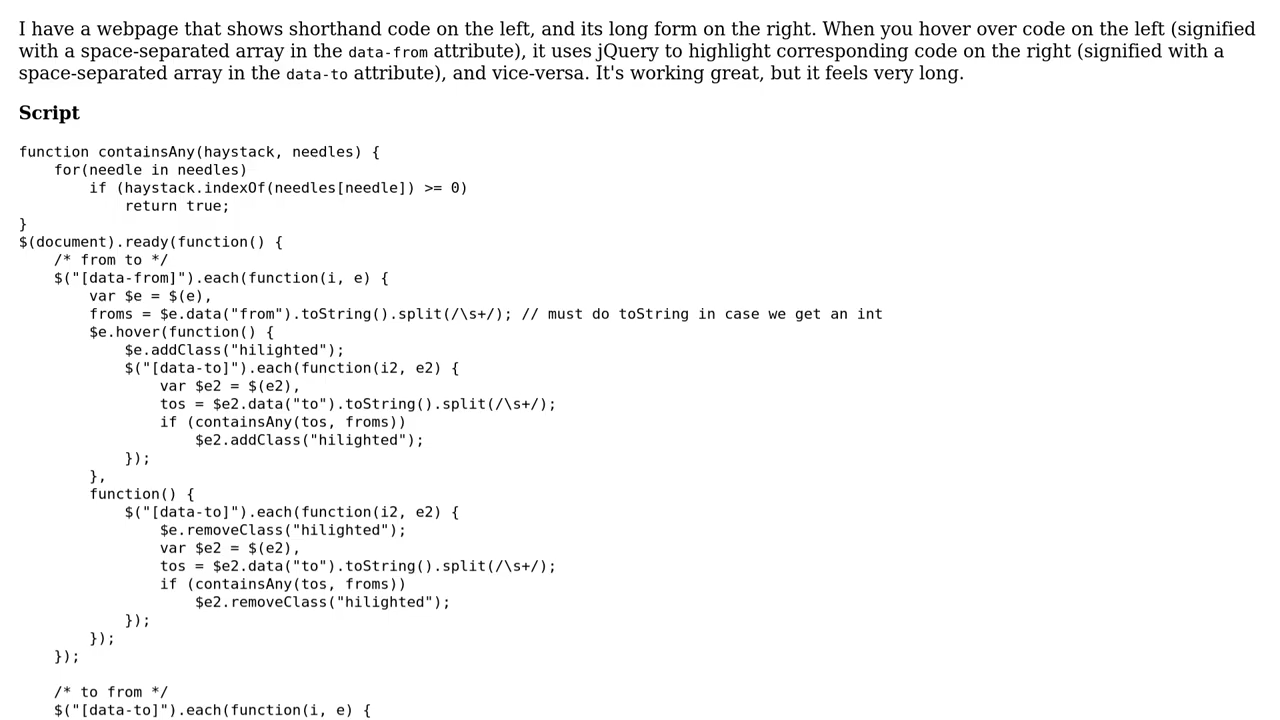 I have a webpage that shows shorthand code on the left, and its long form on the right. When you hover over code on the left (signified
with a space-separated array in the data-from attribute), it uses jQuery to highlight corresponding code on the right (signified with a
space-separated array in the data-to attribute), and vice-versa. It's working great, but it feels very long.
Script
function containsAny(haystack, needles) {
    for(needle in needles)
        if (haystack.indexOf(needles[needle]) >= 0)
            return true;
}
$(document).ready(function() {
    /* from to */
    $("[data-from]").each(function(i, e) {
        var $e = $(e),
        froms = $e.data("from").toString().split(/\s+/); // must do toString in case we get an int
        $e.hover(function() {
            $e.addClass("hilighted");
            $("[data-to]").each(function(i2, e2) {
                var $e2 = $(e2),
                tos = $e2.data("to").toString().split(/\s+/);
                if (containsAny(tos, froms))
                    $e2.addClass("hilighted");
            });
        },
        function() {
            $("[data-to]").each(function(i2, e2) {
                $e.removeClass("hilighted");
                var $e2 = $(e2),
                tos = $e2.data("to").toString().split(/\s+/);
                if (containsAny(tos, froms))
                    $e2.removeClass("hilighted");
            });
        });
    });

    /* to from */
    $("[data-to]").each(function(i, e) {